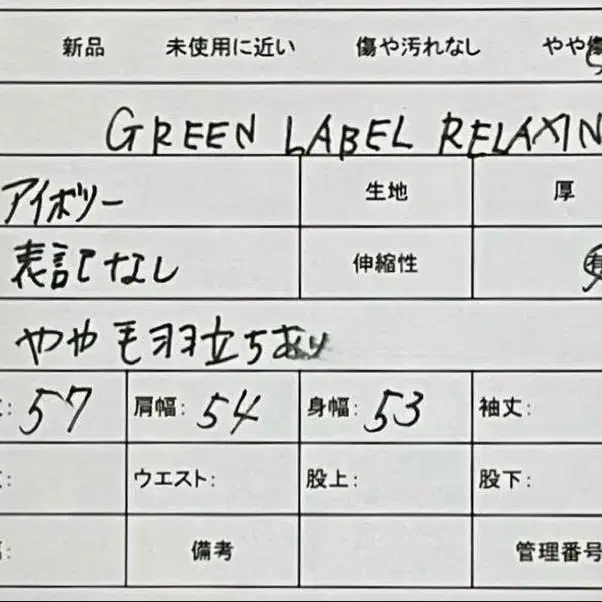 新品 未使用に近い 傷や汚れなし やや傷
GREEN LABEL RELAXIN
アイボリー 生地 厚
表記なし 伸縮性 有
やや毛羽立ちあり
57 肩幅: 54 身幅: 53 袖丈:
ウエスト: 股上: 股下:
備考 管理番号